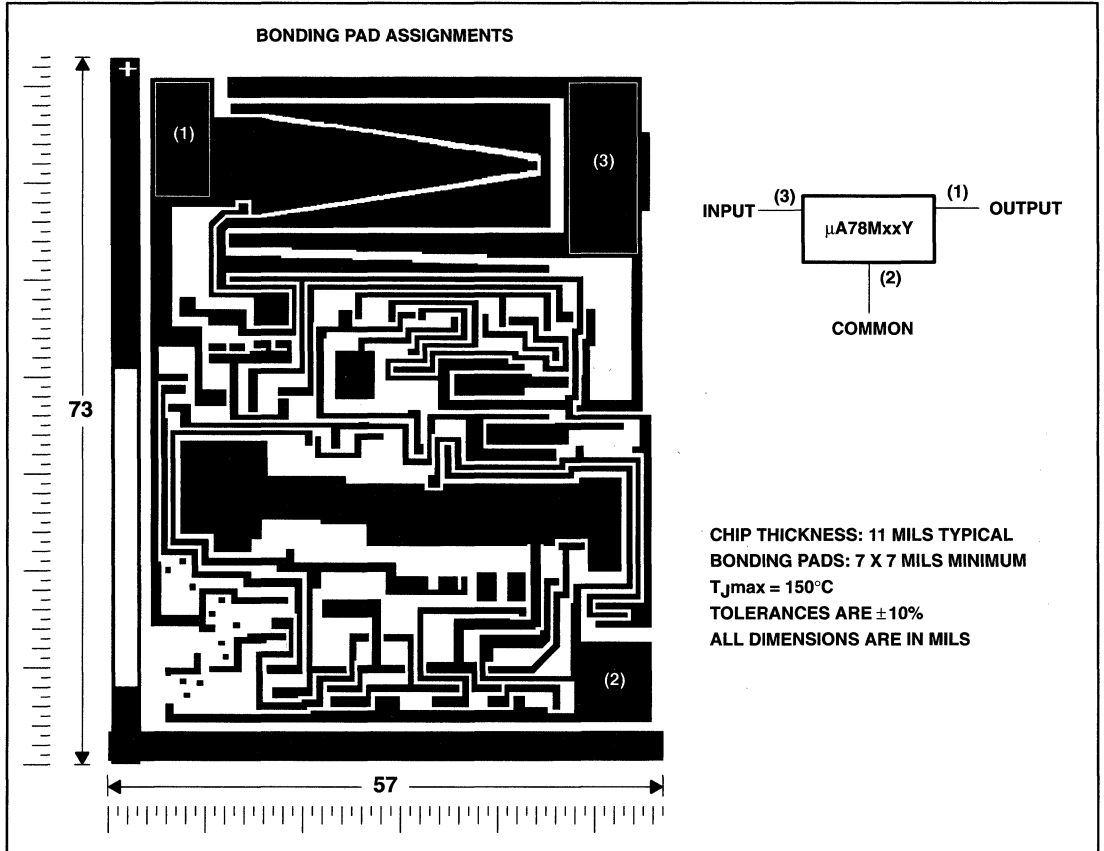 BONDING PAD ASSIGNMENTS
(1)
(3)
73
(2)
57
(3)
(1)
INPUT
μA78MxxY
OUTPUT
(2)
COMMON
CHIP THICKNESS: 11 MILS TYPICAL
BONDING PADS: 7 X 7 MILS MINIMUM
TJmax = 150°C
TOLERANCES ARE ±10%
ALL DIMENSIONS ARE IN MILS